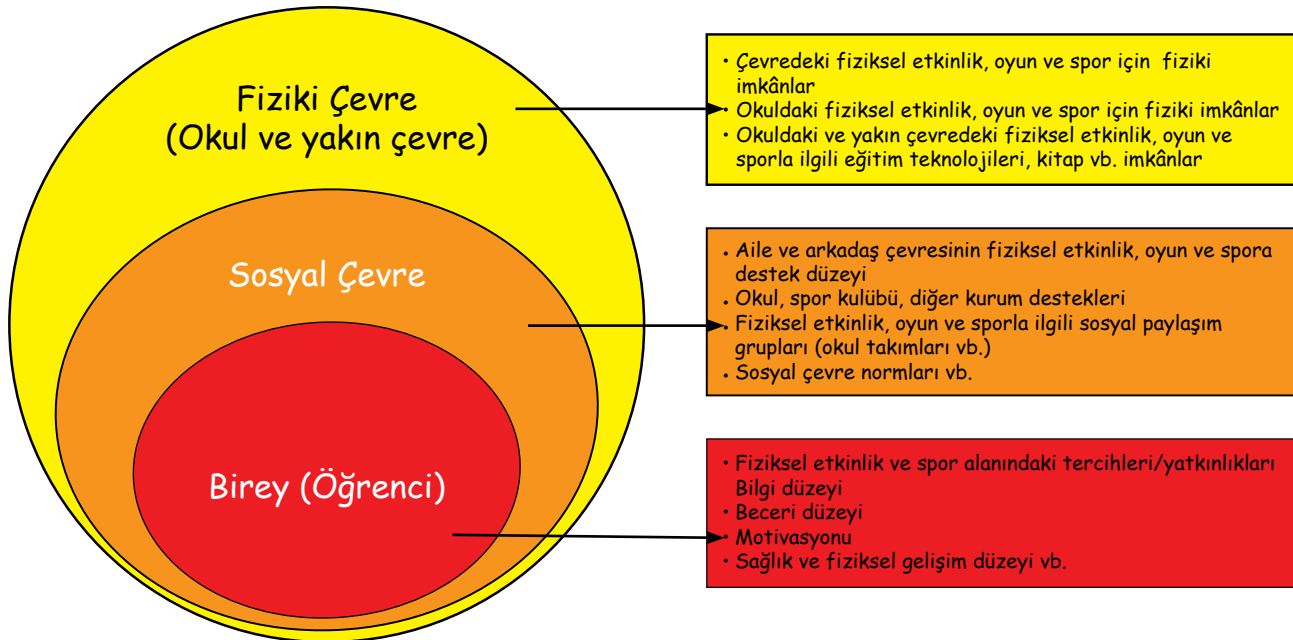 Fiziki Çevre
(Okul ve yakın çevre)
Sosyal Çevre
Birey (Öğrenci)
• Çevredeki fiziksel etkinlik, oyun ve spor için fiziki
imkânlar
• Okuldaki fiziksel etkinlik, oyun ve spor için fiziki imkânlar
• Okuldaki ve yakın çevredeki fiziksel etkinlik, oyun ve
sporla ilgili eğitim teknolojileri, kitap vb. imkânlar
• Aile ve arkadaş çevresinin fiziksel etkinlik, oyun ve spora
destek düzeyi
• Okul, spor kulübü, diğer kurum destekleri
• Fiziksel etkinlik, oyun ve sporla ilgili sosyal paylaşım
grupları (okul takımları vb.)
• Sosyal çevre normları vb.
• Fiziksel etkinlik ve spor alanındaki tercihleri/yatkınlıkları
Bilgi düzeyi
• Beceri düzeyi
• Motivasyonu
• Sağlık ve fiziksel gelişim düzeyi vb.